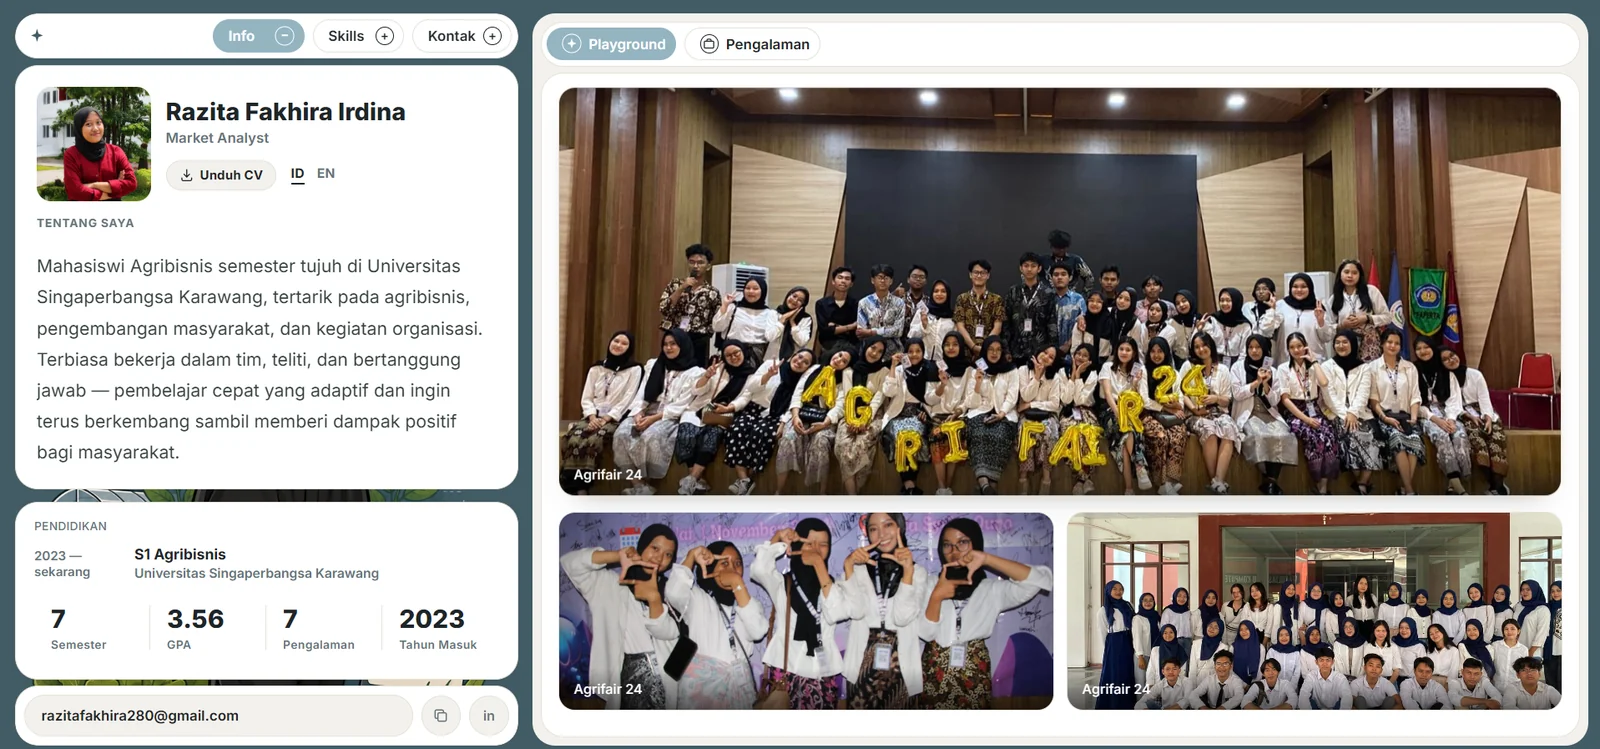 Info
Skills
Kontak
Razita Fakhira Irdina
Market Analyst
Unduh CV
ID EN
TENTANG SAYA
Mahasiswi Agribisnis semester tujuh di Universitas
Singaperbangsa Karawang, tertarik pada agribisnis,
pengembangan masyarakat, dan kegiatan organisasi.
Terbiasa bekerja dalam tim, teliti, dan bertanggung
jawab — pembelajar cepat yang adaptif dan ingin
terus berkembang sambil memberi dampak positif
bagi masyarakat.
PENDIDIKAN
2023 —
sekarang
S1 Agribisnis
Universitas Singaperbangsa Karawang
7
Semester
3.56
GPA
7
Pengalaman
2023
Tahun Masuk
razitafakhira280@gmail.com
in
Playground
Pengalaman
AGRI FAIR 24
Agrifair 24
Agrifair 24
Agrifair 24